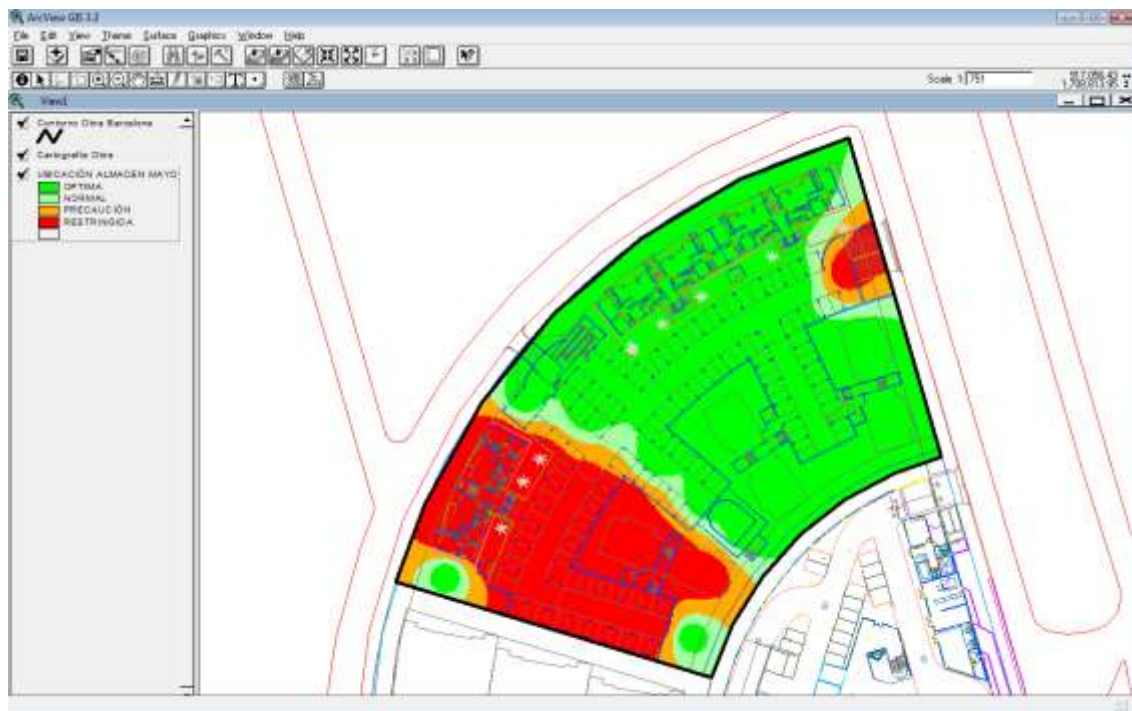 ArcView GIS 3.3
File Edit View Theme Surface Graphics Window Help
Scale 1: 751
View1
Contorno Obra Barcelona
Cartografia Obra
UBICACIÓN ALMACEN MAYO
OPTIMA
NORMAL
PRECAUCIÓN
RESTRINGIDA